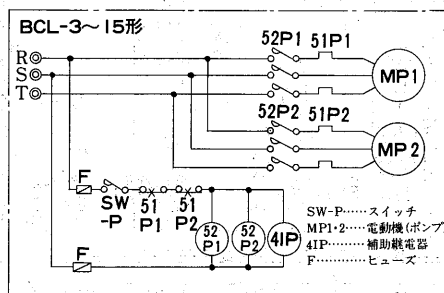 BCL-3～15形
R
S
T
52P1 51P1
MP1
52P2 51P2
MP2
F
SW
-P
51
P1
51
P2
52
P1
52
P2
4IP
F
SW-P……スイッチ
MP1・2……電動機(ポンプ)
4IP……補助継電器
F……ヒューズ